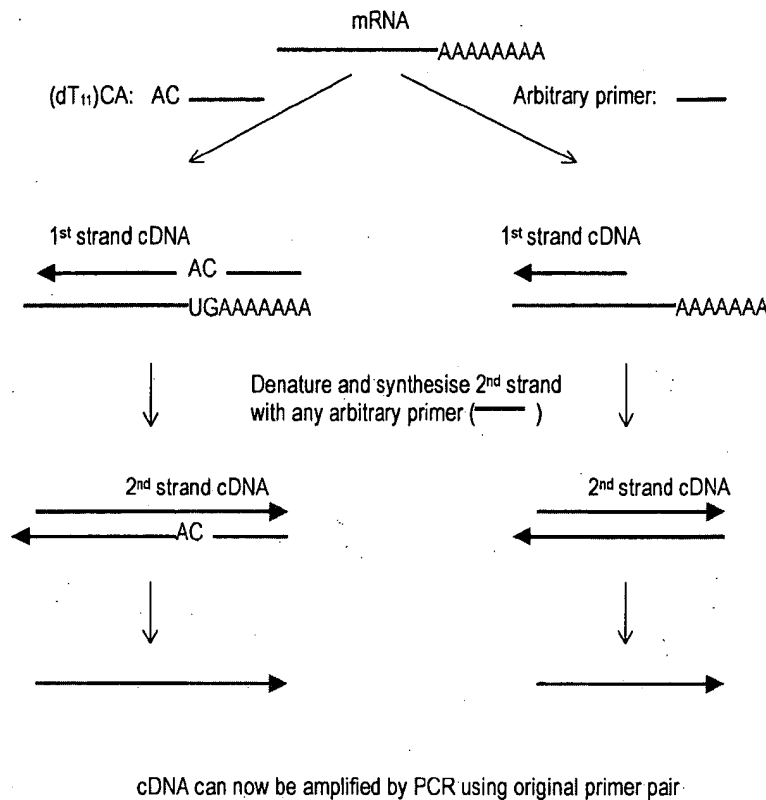 mRNA
AAAAAAAA
(dT₁₁)CA: AC
Arbitrary primer:
1st strand cDNA
AC
UGAAAAAAA
1st strand cDNA
AAAAAAA
Denature and synthesise 2nd strand
with any arbitrary primer ( )
2nd strand cDNA
AC
2nd strand cDNA
cDNA can now be amplified by PCR using original primer pair